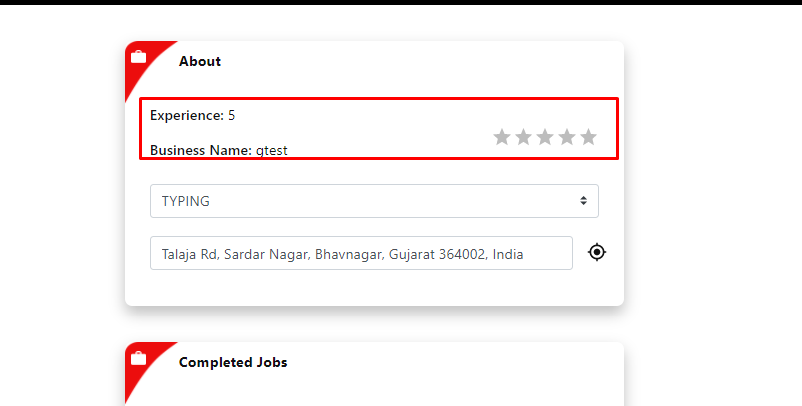 About
Experience: 5
Business Name: gtest
TYPING
Talaja Rd, Sardar Nagar, Bhavnagar, Gujarat 364002, India
Completed Jobs